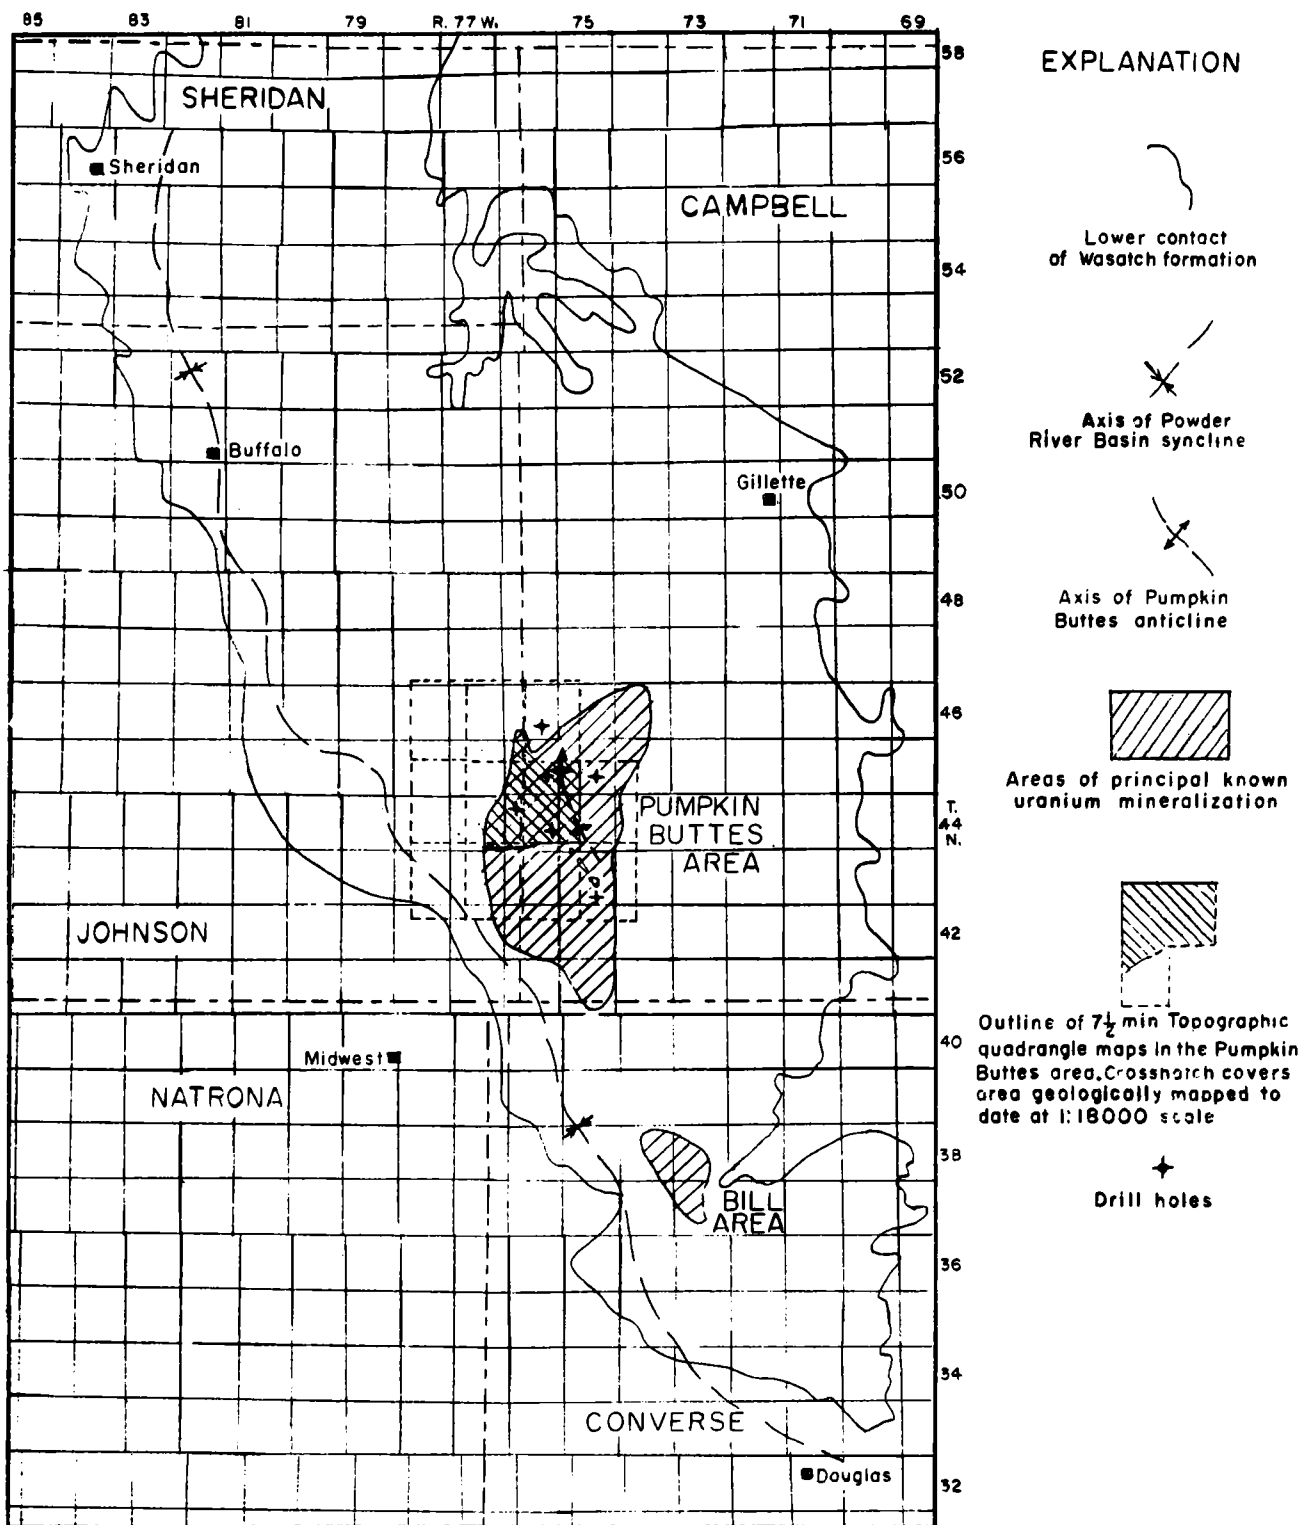 85 83 81 79 R. 77 W. 75 73 71 69
58
SHERIDAN
Sheridan
56
CAMPBELL
54
52
Buffalo
Gillette
50
48
46
PUMPKIN
BUTTES
AREA
T.
44
N.
JOHNSON
42
40
Midwest
NATRONA
38
BILL
AREA
36
34
CONVERSE
Douglas
32
EXPLANATION
Lower contact
of Wasatch formation
Axis of Powder
River Basin syncline
Axis of Pumpkin
Buttes anticline
Areas of principal known
uranium mineralization
Outline of 7½ min Topographic
quadrangle maps in the Pumpkin
Buttes area. Crosshatch covers
area geologically mapped to
date at 1:18000 scale
Drill holes